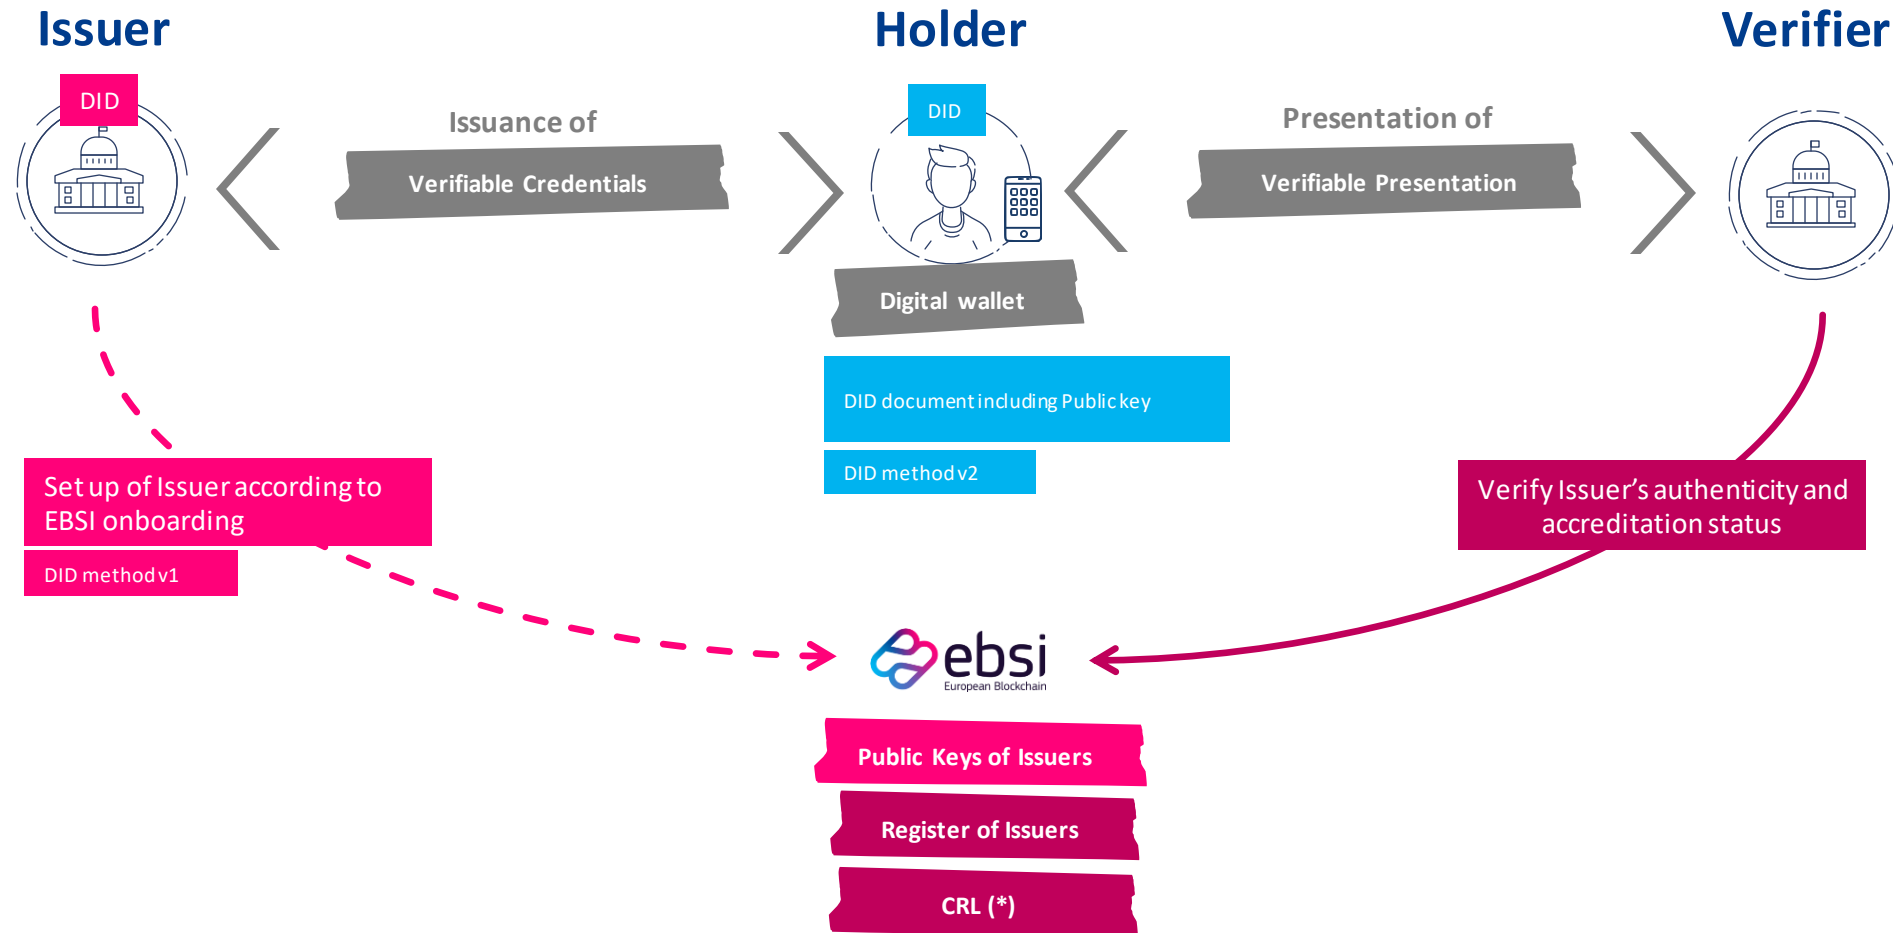 Issuer
Holder
Verifier
DID
Issuance of
Verifiable Credentials
DID
Presentation of
Verifiable Presentation
Digital wallet
DID document including Public key
DID method v2
Set up of Issuer according to
EBSI onboarding
DID method v1
Verify Issuer’s authenticity and
accreditation status
ebsi
European Blockchain
Public Keys of Issuers
Register of Issuers
CRL (*)